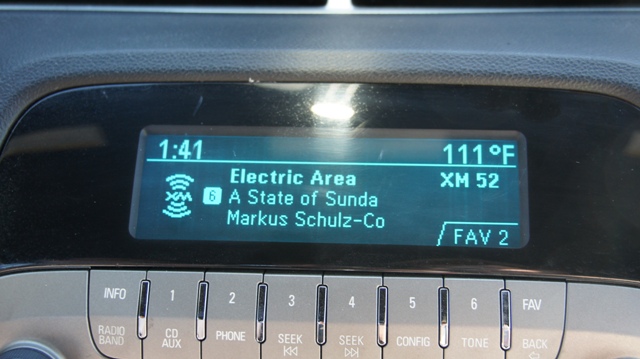 1:41 111°F
Electric Area XM 52
XM 6 A State of Sunda
Markus Schulz-Co
FAV 2
INFO 1 2 3 4 5 6 FAV
RADIO BAND CD AUX PHONE SEEK SEEK CONFIG TONE BACK